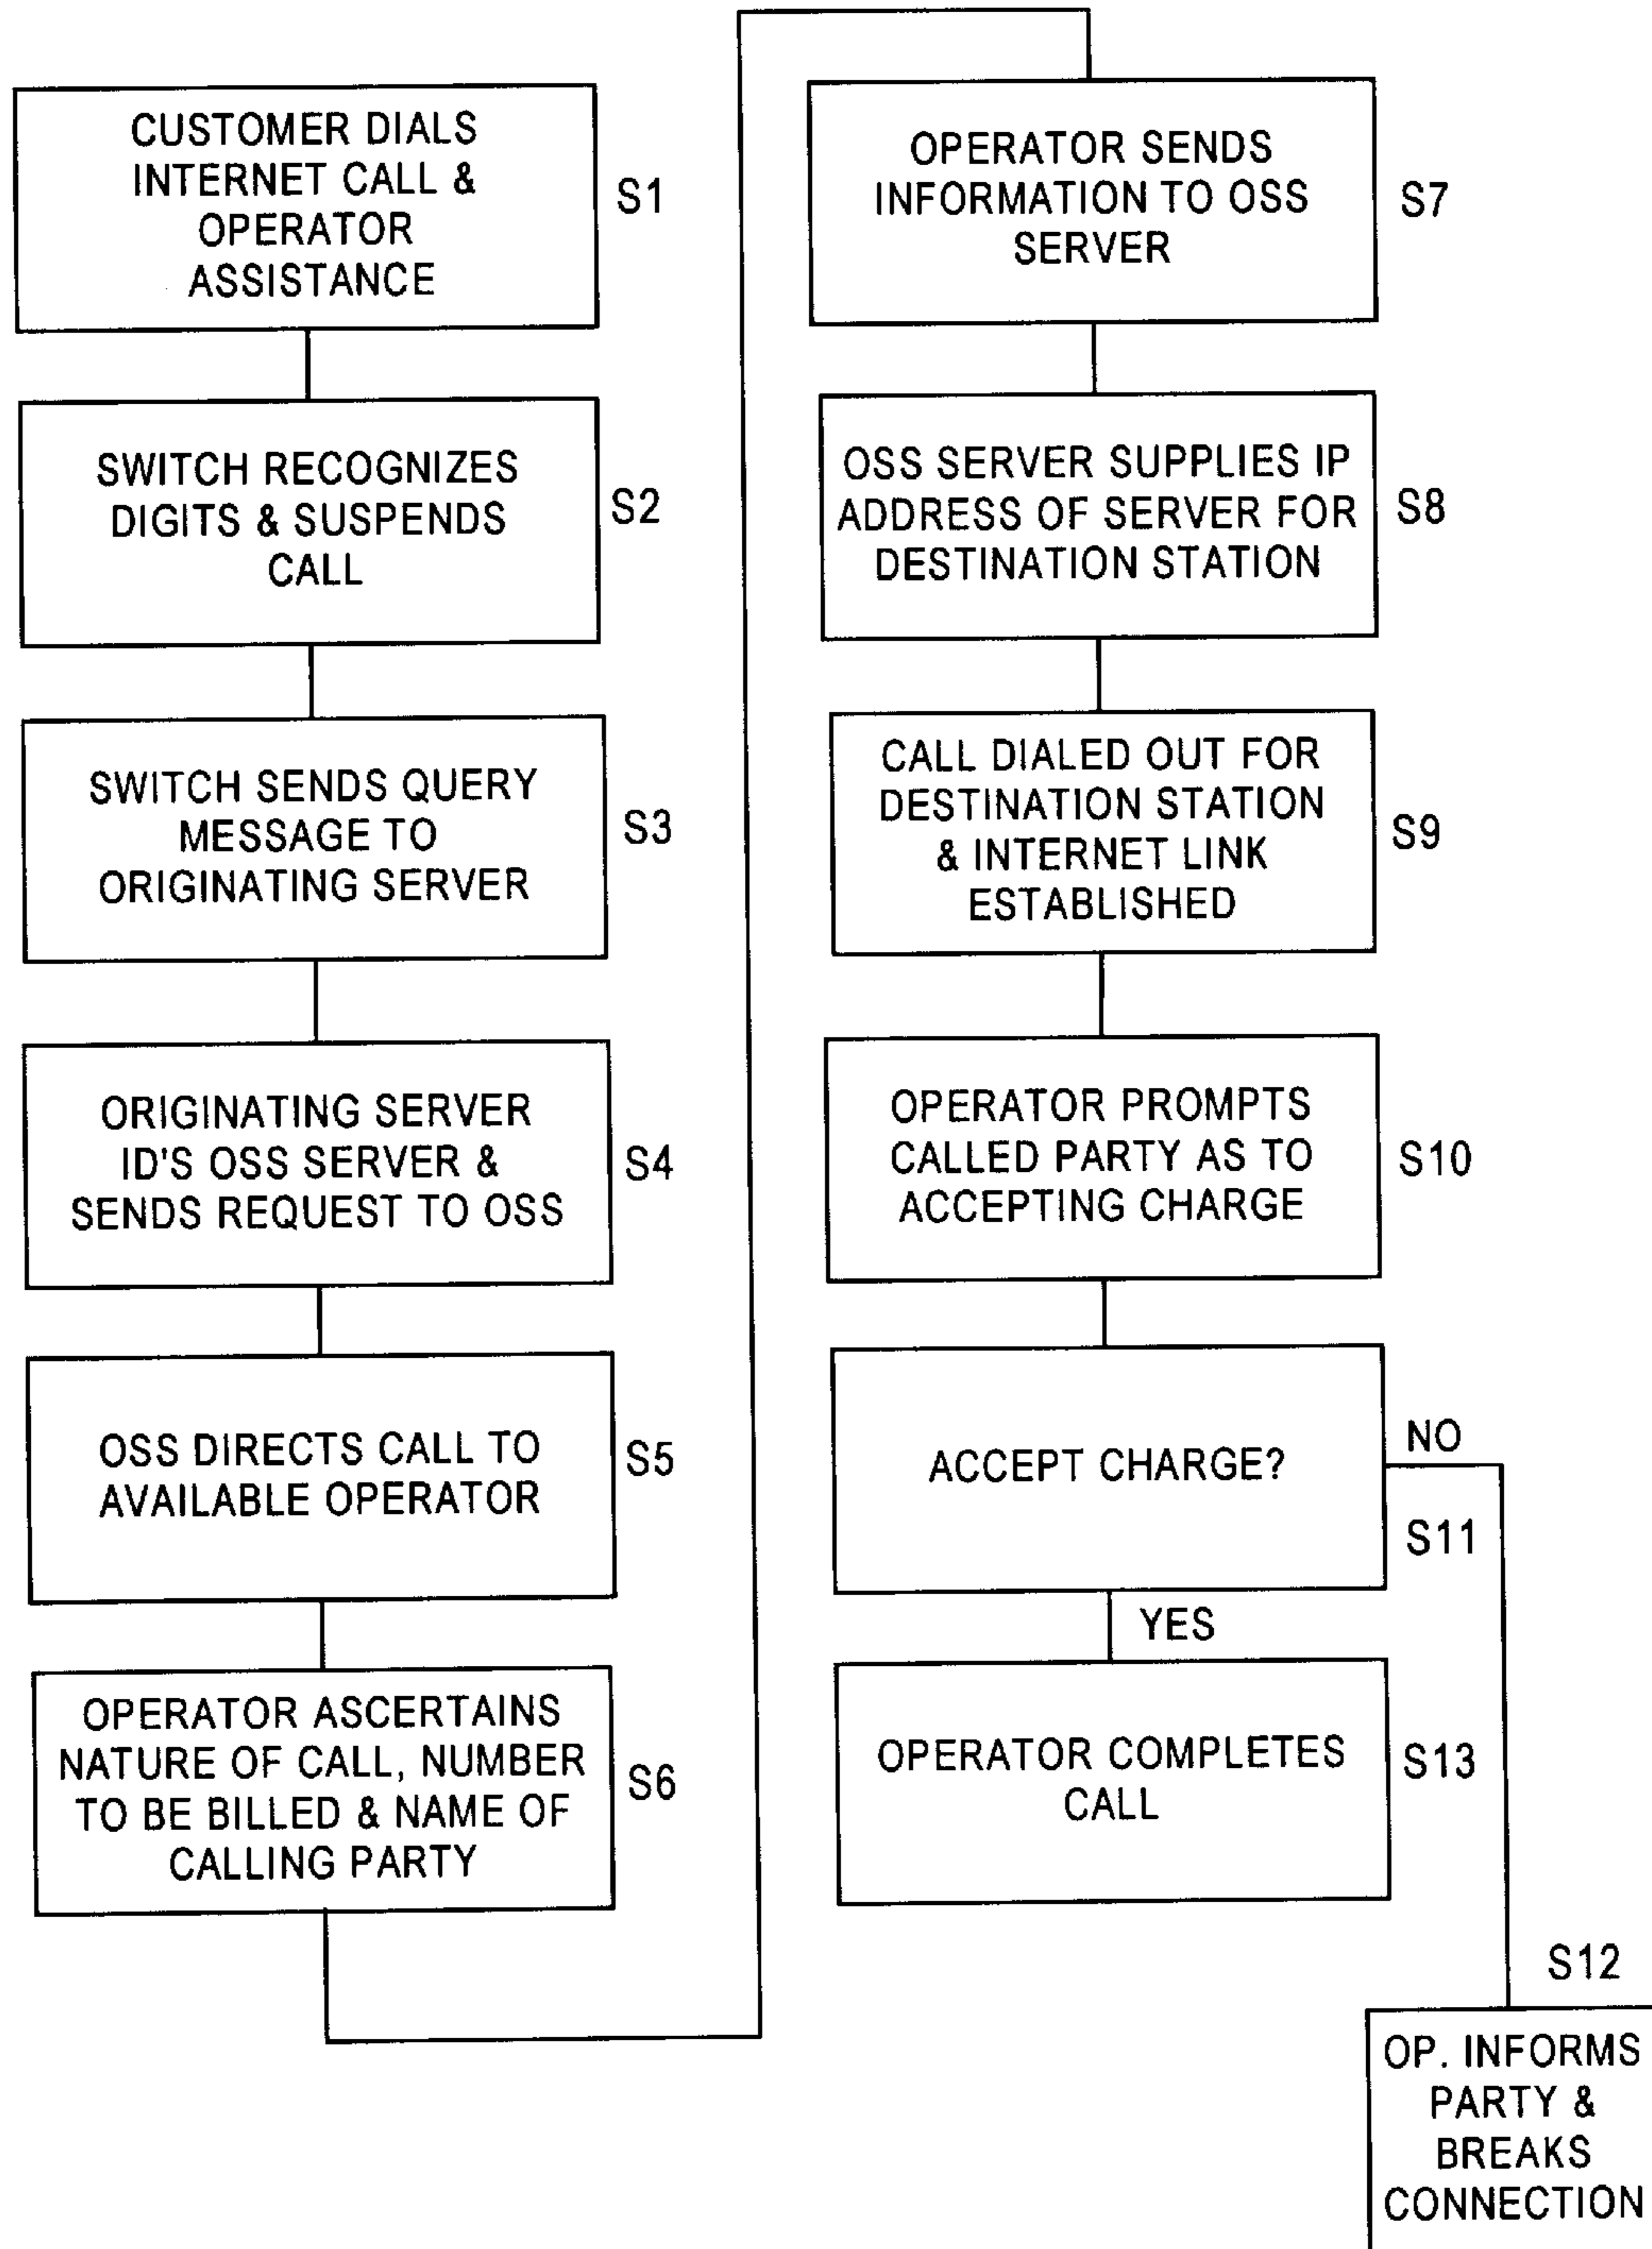 CUSTOMER DIALS
INTERNET CALL &
OPERATOR
ASSISTANCE
S1
SWITCH RECOGNIZES
DIGITS & SUSPENDS
CALL
S2
SWITCH SENDS QUERY
MESSAGE TO
ORIGINATING SERVER
S3
ORIGINATING SERVER
ID'S OSS SERVER &
SENDS REQUEST TO OSS
S4
OSS DIRECTS CALL TO
AVAILABLE OPERATOR
S5
OPERATOR ASCERTAINS
NATURE OF CALL, NUMBER
TO BE BILLED & NAME OF
CALLING PARTY
S6
OPERATOR SENDS
INFORMATION TO OSS
SERVER
S7
OSS SERVER SUPPLIES IP
ADDRESS OF SERVER FOR
DESTINATION STATION
S8
CALL DIALED OUT FOR
DESTINATION STATION
& INTERNET LINK
ESTABLISHED
S9
OPERATOR PROMPTS
CALLED PARTY AS TO
ACCEPTING CHARGE
S10
ACCEPT CHARGE?
NO
S11
YES
OPERATOR COMPLETES
CALL
S13
S12
OP. INFORMS
PARTY &
BREAKS
CONNECTION